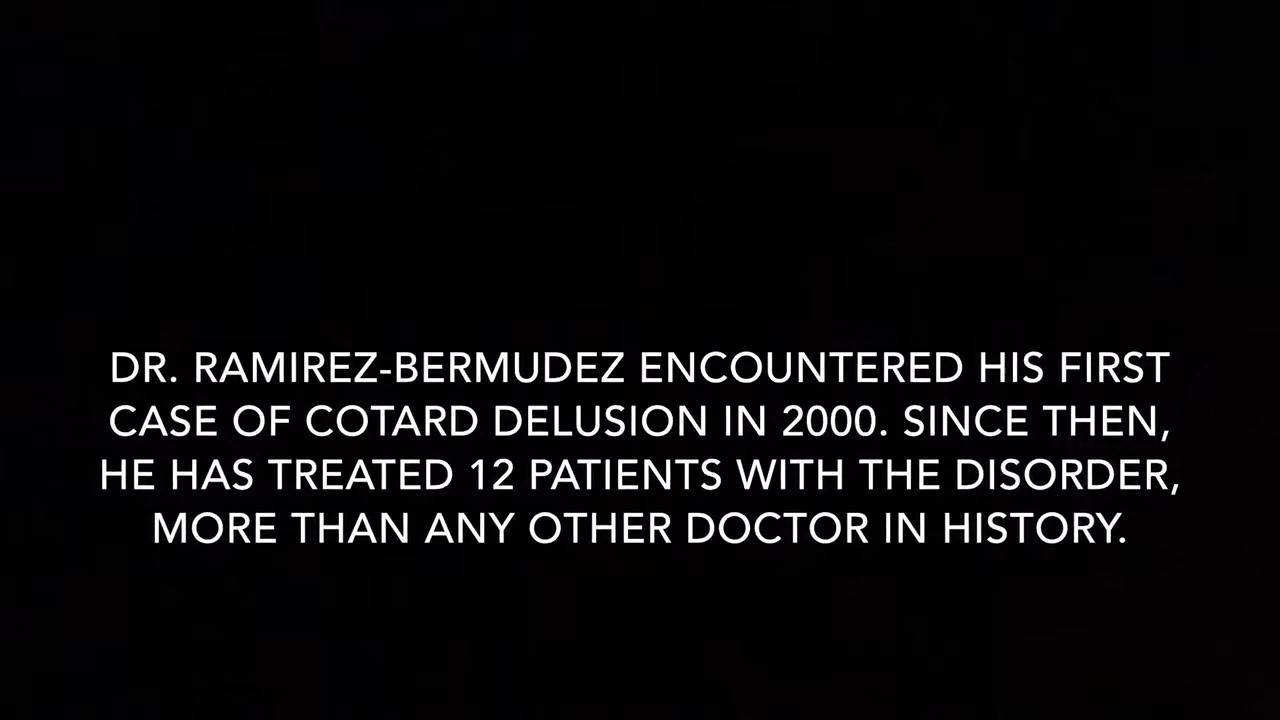 DR. RAMIREZ-BERMUDEZ ENCOUNTERED HIS FIRST
CASE OF COTARD DELUSION IN 2000. SINCE THEN,
HE HAS TREATED 12 PATIENTS WITH THE DISORDER,
MORE THAN ANY OTHER DOCTOR IN HISTORY.